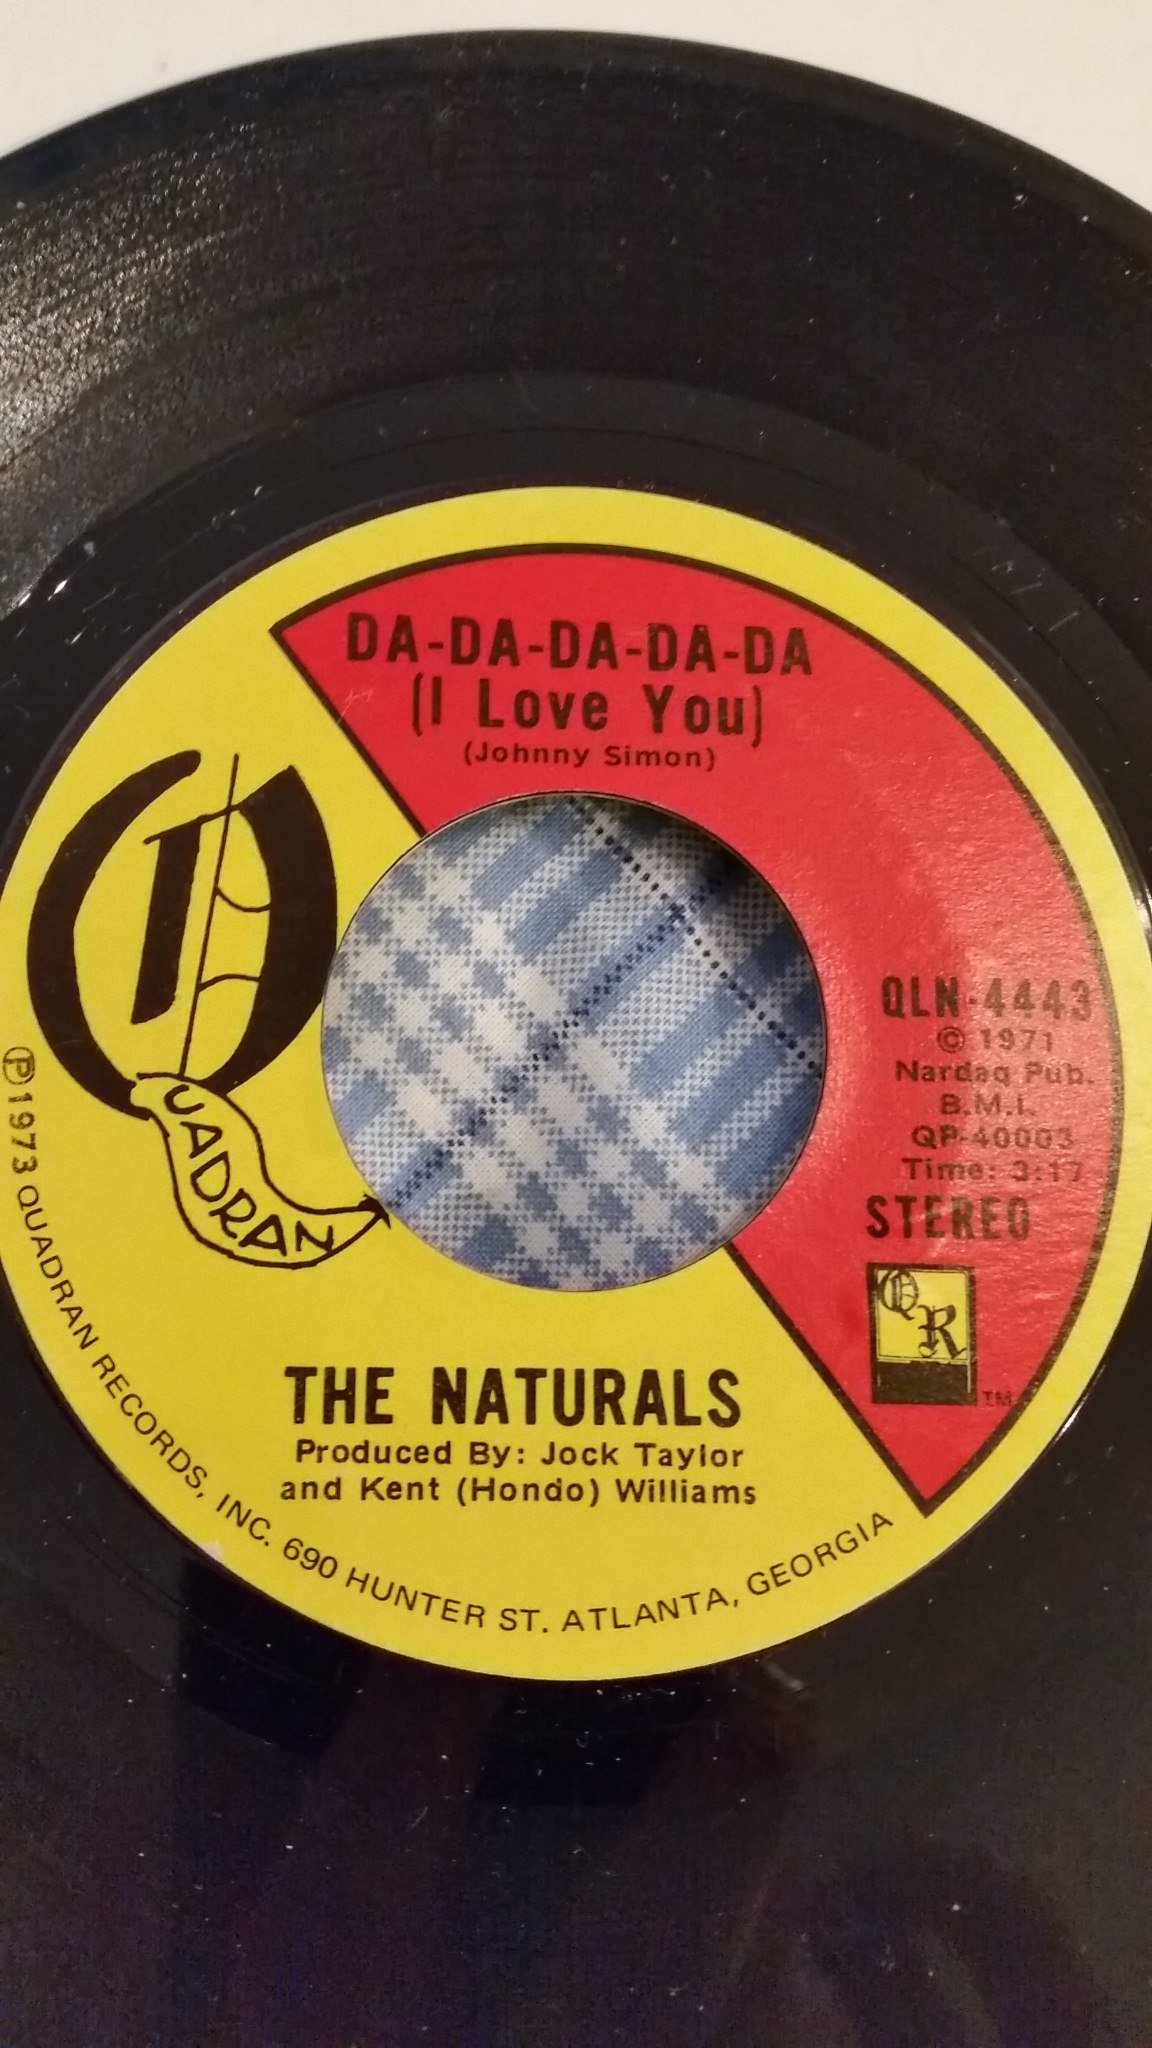 DA-DA-DA-DA-DA
(I Love You)
(Johnny Simon)
QUADRAN
QLN-4443
© 1971
Nardaq Pub.
B.M.I.
QP-40003
Time: 3:17
STEREO
QR
TM
THE NATURALS
Produced By: Jock Taylor
and Kent (Hondo) Williams
℗ 1973 QUADRAN RECORDS, INC. 690 HUNTER ST. ATLANTA, GEORGIA